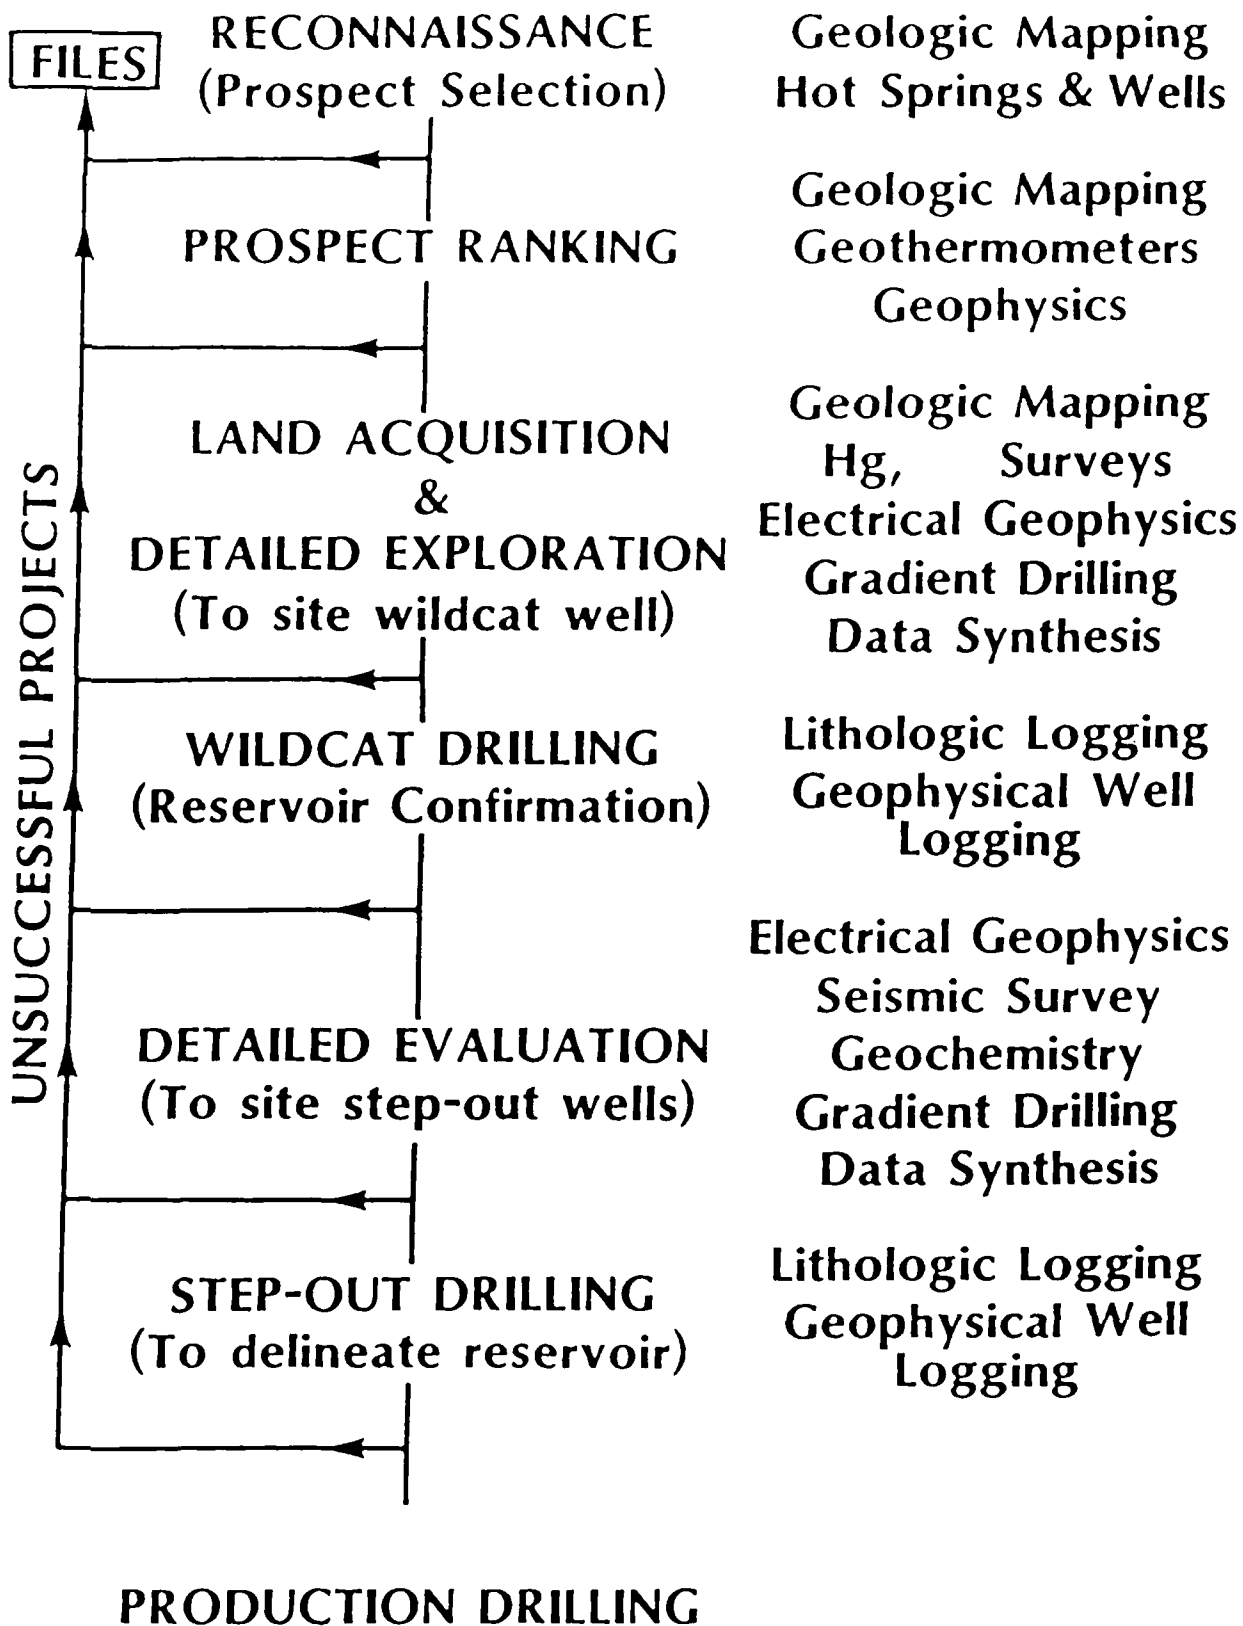 FILES
RECONNAISSANCE
(Prospect Selection)
Geologic Mapping
Hot Springs & Wells
PROSPECT RANKING
Geologic Mapping
Geothermometers
Geophysics
LAND ACQUISITION
&
DETAILED EXPLORATION
(To site wildcat well)
Geologic Mapping
Hg, Surveys
Electrical Geophysics
Gradient Drilling
Data Synthesis
WILDCAT DRILLING
(Reservoir Confirmation)
Lithologic Logging
Geophysical Well
Logging
DETAILED EVALUATION
(To site step-out wells)
Electrical Geophysics
Seismic Survey
Geochemistry
Gradient Drilling
Data Synthesis
STEP-OUT DRILLING
(To delineate reservoir)
Lithologic Logging
Geophysical Well
Logging
PRODUCTION DRILLING
UNSUCCESSFUL PROJECTS